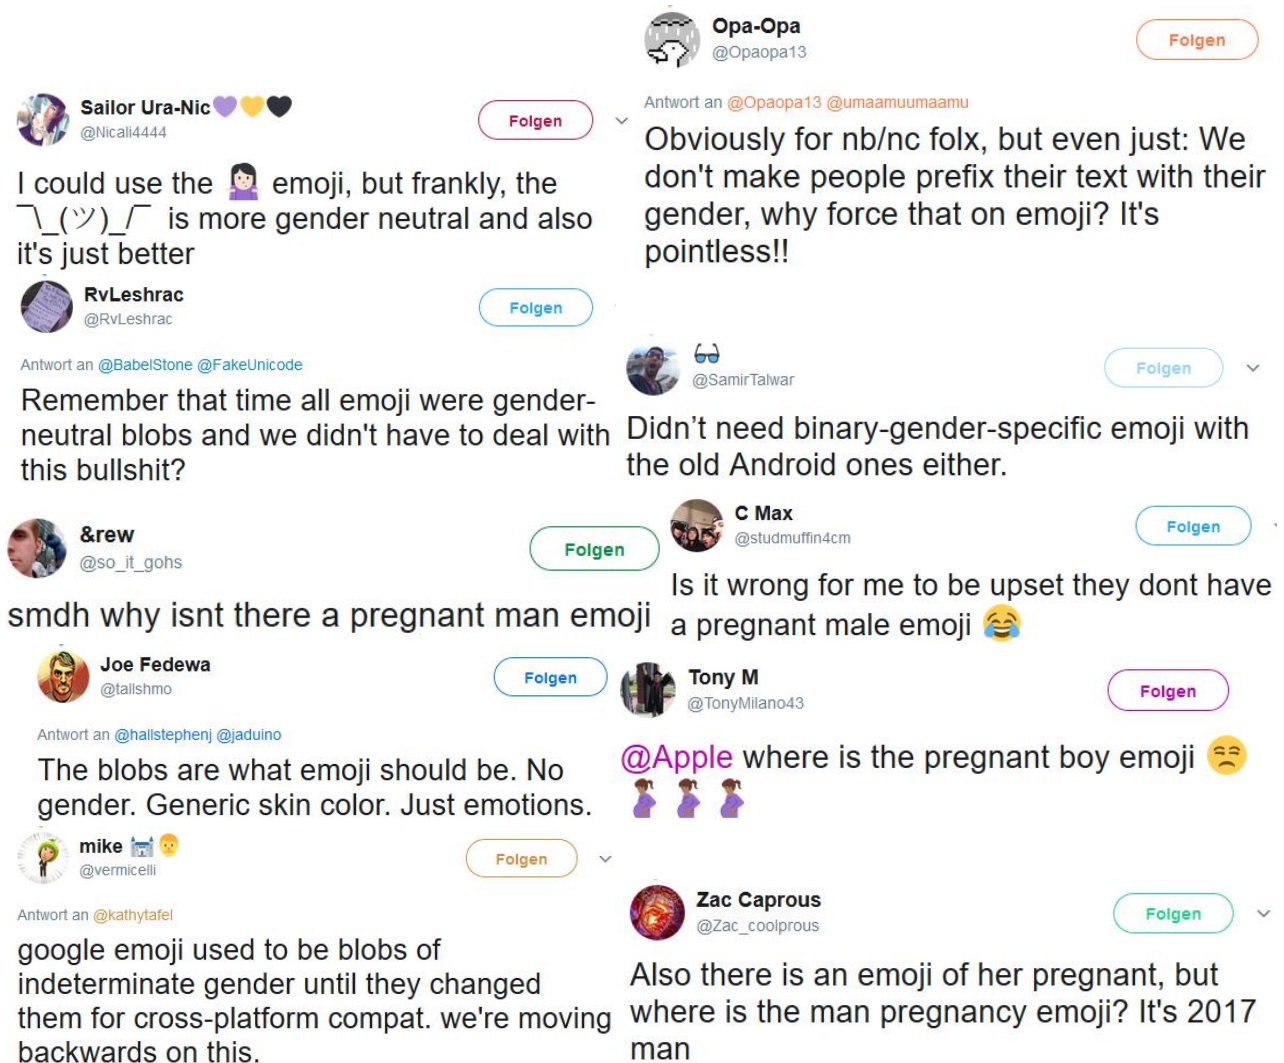 Sailor Ura-Nic💜💛🖤
@Nicali4444
Folgen
I could use the 🤷🏻‍♀️ emoji, but frankly, the
¯\_(ツ)_/¯ is more gender neutral and also
it's just better
RvLeshrac
@RvLeshrac
Folgen
Antwort an @BabelStone @FakeUnicode
Remember that time all emoji were gender-
neutral blobs and we didn't have to deal with
this bullshit?
&rew
@so_it_gohs
Folgen
smdh why isnt there a pregnant man emoji
Joe Fedewa
@tallshmo
Folgen
Antwort an @hallstephenj @jaduino
The blobs are what emoji should be. No
gender. Generic skin color. Just emotions.
mike 🏰👨
@vermicelli
Folgen
Antwort an @kathytafel
google emoji used to be blobs of
indeterminate gender until they changed
them for cross-platform compat. we're moving
backwards on this.
Opa-Opa
@Opaopa13
Folgen
Antwort an @Opaopa13 @umaamuumaamu
Obviously for nb/nc folx, but even just: We
don't make people prefix their text with their
gender, why force that on emoji? It's
pointless!!
👓
@SamirTalwar
Folgen
Didn’t need binary-gender-specific emoji with
the old Android ones either.
C Max
@studmuffin4cm
Folgen
Is it wrong for me to be upset they dont have
a pregnant male emoji 😂
Tony M
@TonyMilano43
Folgen
@Apple where is the pregnant boy emoji 😒
🤰🏾🤰🏾🤰🏾
Zac Caprous
@Zac_coolprous
Folgen
Also there is an emoji of her pregnant, but
where is the man pregnancy emoji? It's 2017
man